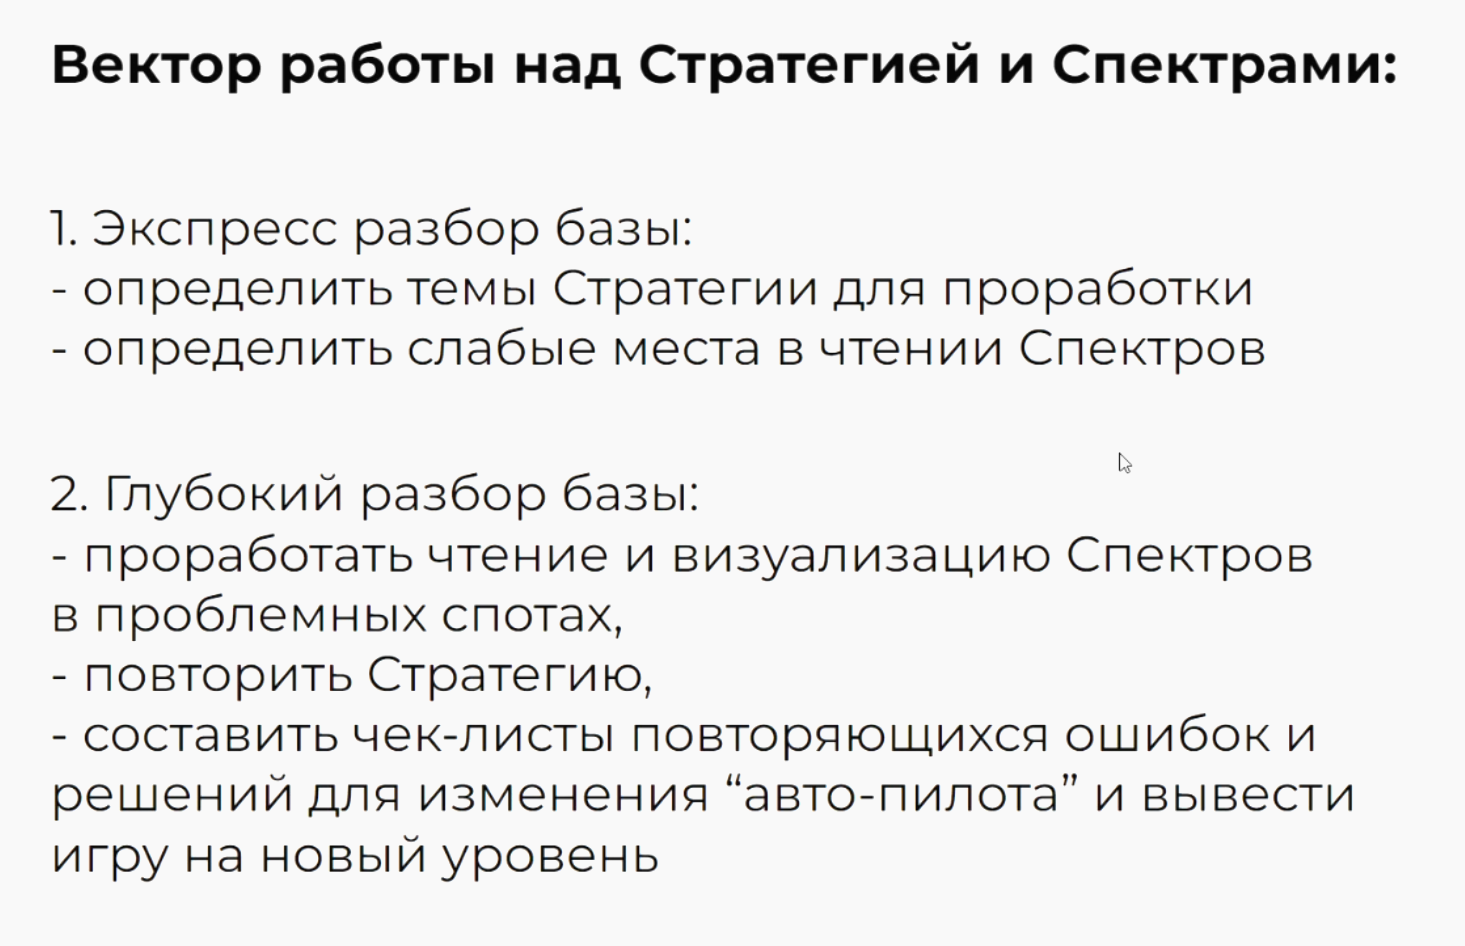 Вектор работы над Стратегией и Спектрами:
1. Экспресс разбор базы:
- определить темы Стратегии для проработки
- определить слабые места в чтении Спектров
2. Глубокий разбор базы:
- проработать чтение и визуализацию Спектров
в проблемных спотах,
- повторить Стратегию,
- составить чек-листы повторяющихся ошибок и
решений для изменения “авто-пилота” и вывести
игру на новый уровень